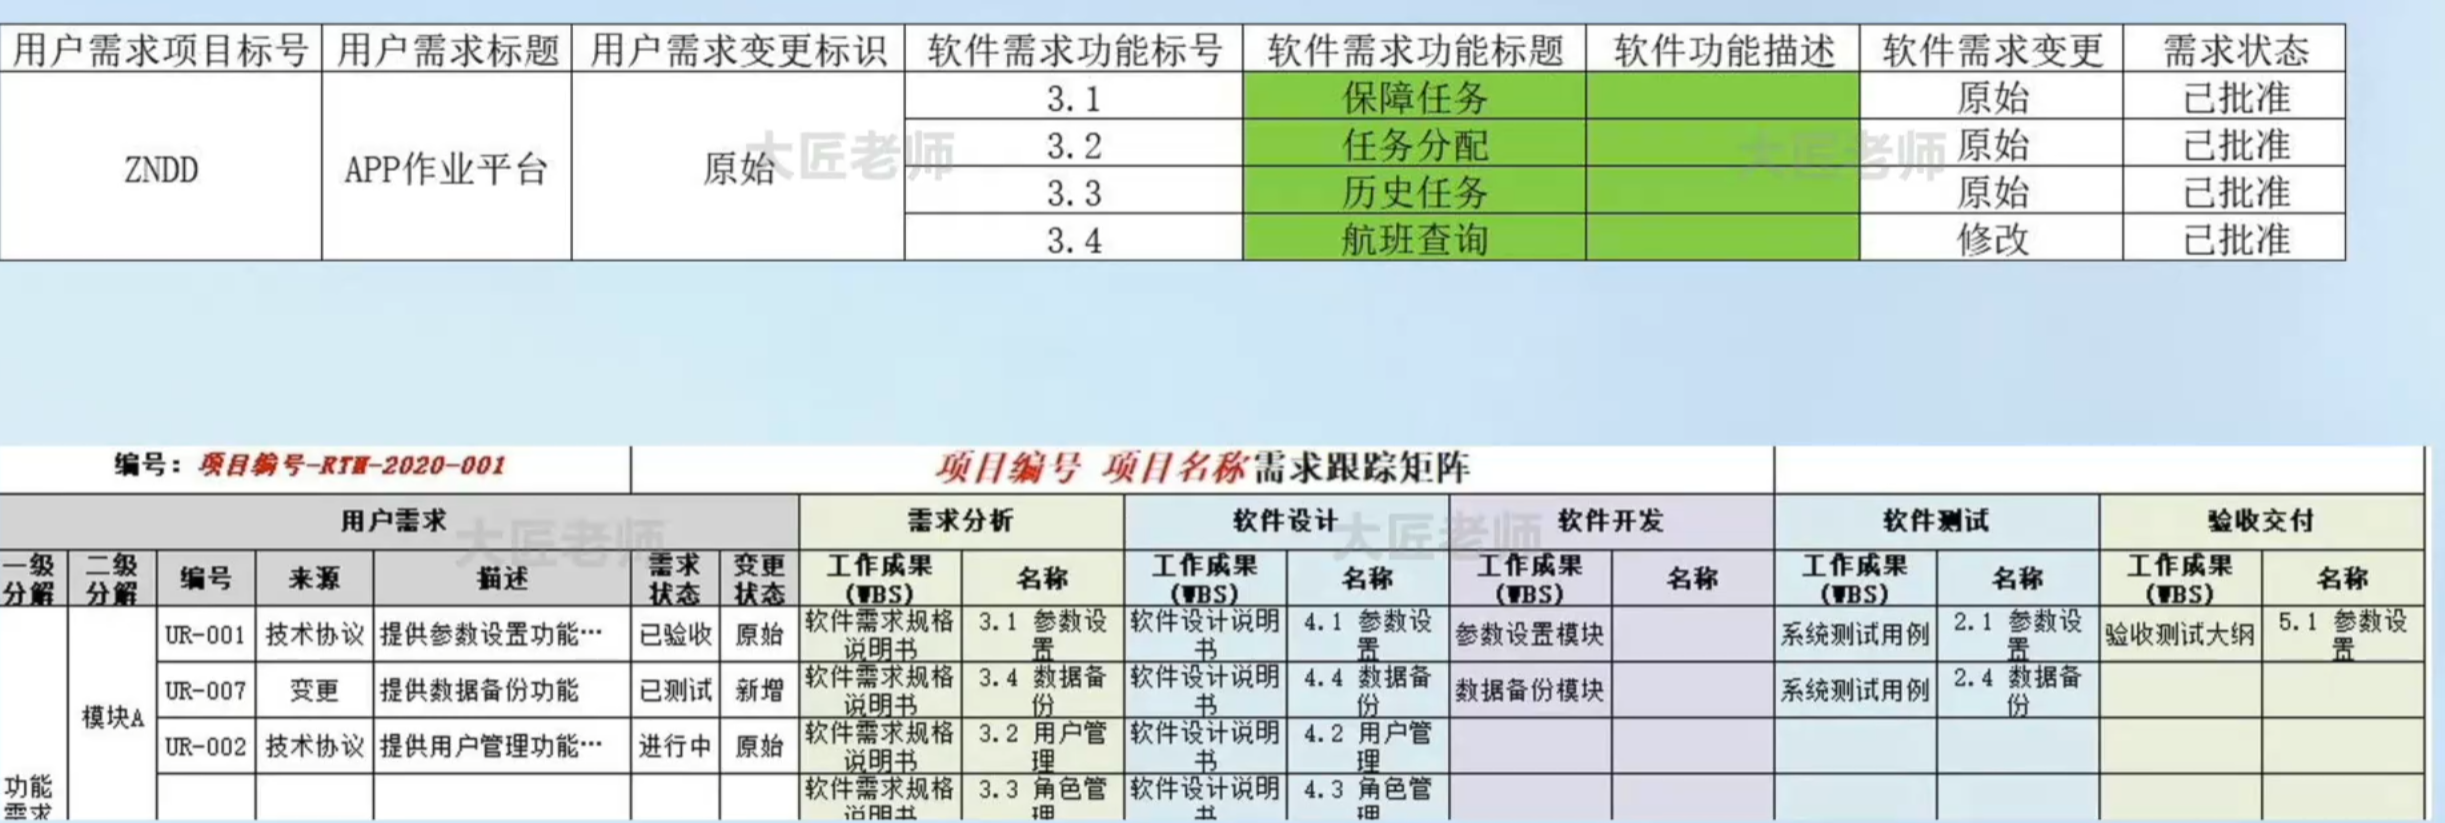 用户需求项目标号 用户需求标题 用户需求变更标识 软件需求功能标号 软件需求功能标题 软件功能描述 软件需求变更 需求状态
ZNDD APP作业平台 原始
3.1 保障任务 原始 已批准
3.2 任务分配 原始 已批准
3.3 历史任务 原始 已批准
3.4 航班查询 修改 已批准
大匠老师
大匠老师
编号：项目编号-RTM-2020-001 项目编号 项目名称需求跟踪矩阵
用户需求 需求分析 软件设计 软件开发 软件测试 验收交付
大匠老师
大匠老师
一级分解 二级分解 编号 来源 描述 需求状态 变更状态 工作成果(WBS) 名称 工作成果(WBS) 名称 工作成果(WBS) 名称 工作成果(WBS) 名称 工作成果(WBS) 名称
功能需求 模块A
UR-001 技术协议 提供参数设置功能… 已验收 原始 软件需求规格说明书 3.1 参数设置 软件设计说明书 4.1 参数设置 参数设置模块 系统测试用例 2.1 参数设置 验收测试大纲 5.1 参数设置
UR-007 变更 提供数据备份功能 已测试 新增 软件需求规格说明书 3.4 数据备份 软件设计说明书 4.4 数据备份 数据备份模块 系统测试用例 2.4 数据备份
UR-002 技术协议 提供用户管理功能… 进行中 原始 软件需求规格说明书 3.2 用户管理 软件设计说明书 4.2 用户管理
软件需求规格说明书 3.3 角色管理 软件设计说明书 4.3 角色管理